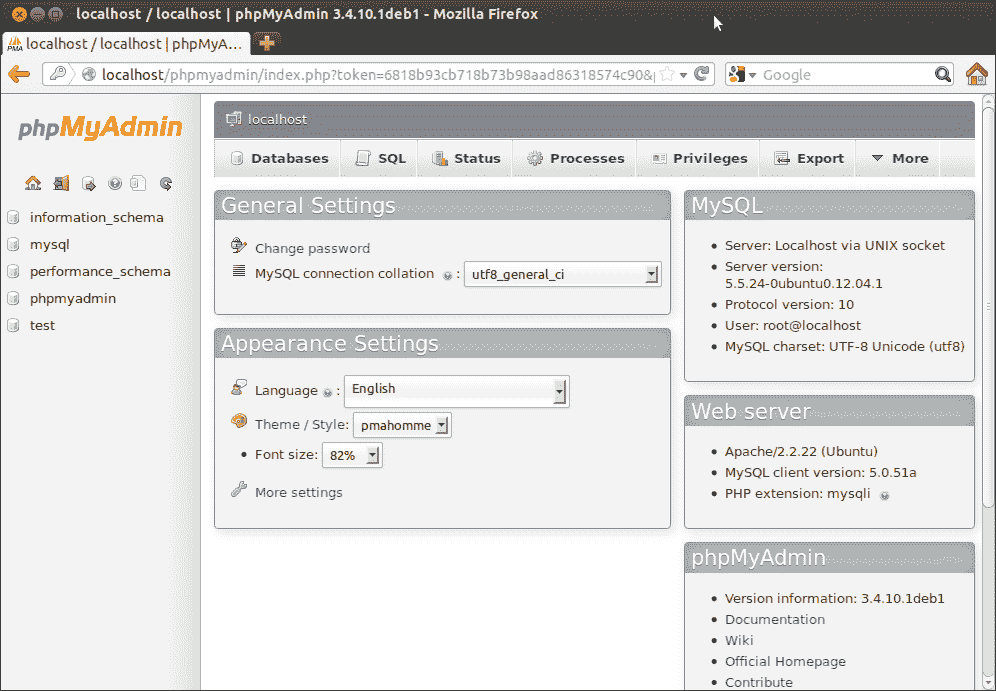 localhost / localhost | phpMyAdmin 3.4.10.1deb1 - Mozilla Firefox
PMA localhost / localhost | phpMyA...
localhost/phpmyadmin/index.php?token=6818b93cb718b73b98aad86318574c90&
Google
phpMyAdmin
information_schema
mysql
performance_schema
phpmyadmin
test
localhost
Databases SQL Status Processes Privileges Export More
General Settings
Change password
MySQL connection collation : utf8_general_ci
Appearance Settings
Language : English
Theme / Style: pmahomme
• Font size: 82%
More settings
MySQL
• Server: Localhost via UNIX socket
• Server version:
5.5.24-0ubuntu0.12.04.1
• Protocol version: 10
• User: root@localhost
• MySQL charset: UTF-8 Unicode (utf8)
Web server
• Apache/2.2.22 (Ubuntu)
• MySQL client version: 5.0.51a
• PHP extension: mysqli
phpMyAdmin
• Version information: 3.4.10.1deb1
• Documentation
• Wiki
• Official Homepage
• Contribute